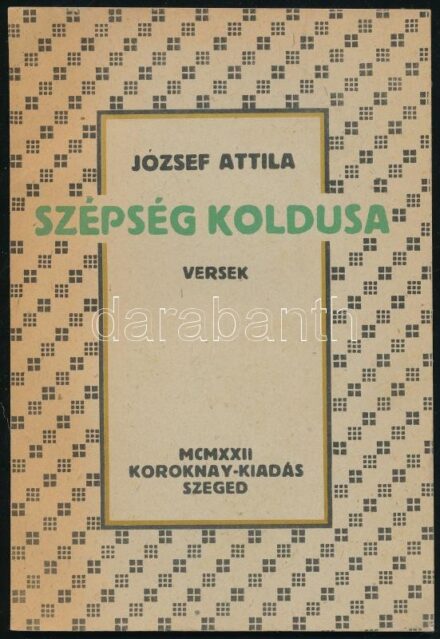 JÓZSEF ATTILA
SZÉPSÉG KOLDUSA
VERSEK
darabanth
MCMXXII
KOROKNAY-KIADÁS
SZEGED